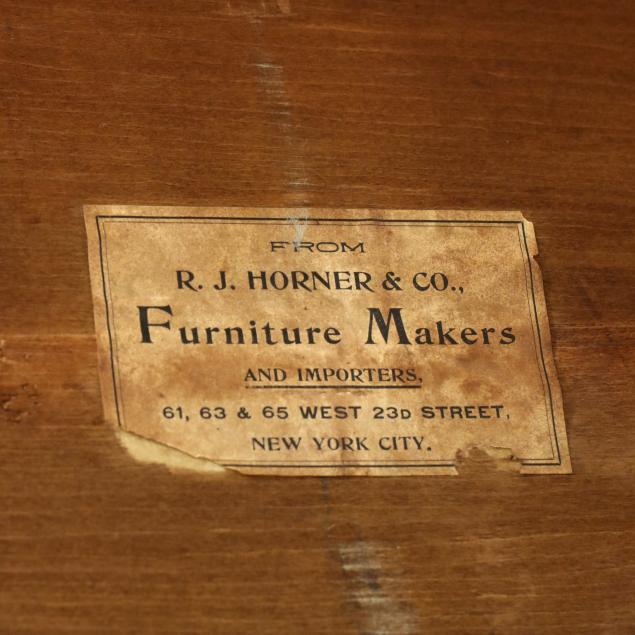 FROM
R. J. HORNER & CO.,
Furniture Makers
AND IMPORTERS,
61, 63 & 65 WEST 23D STREET,
NEW YORK CITY.